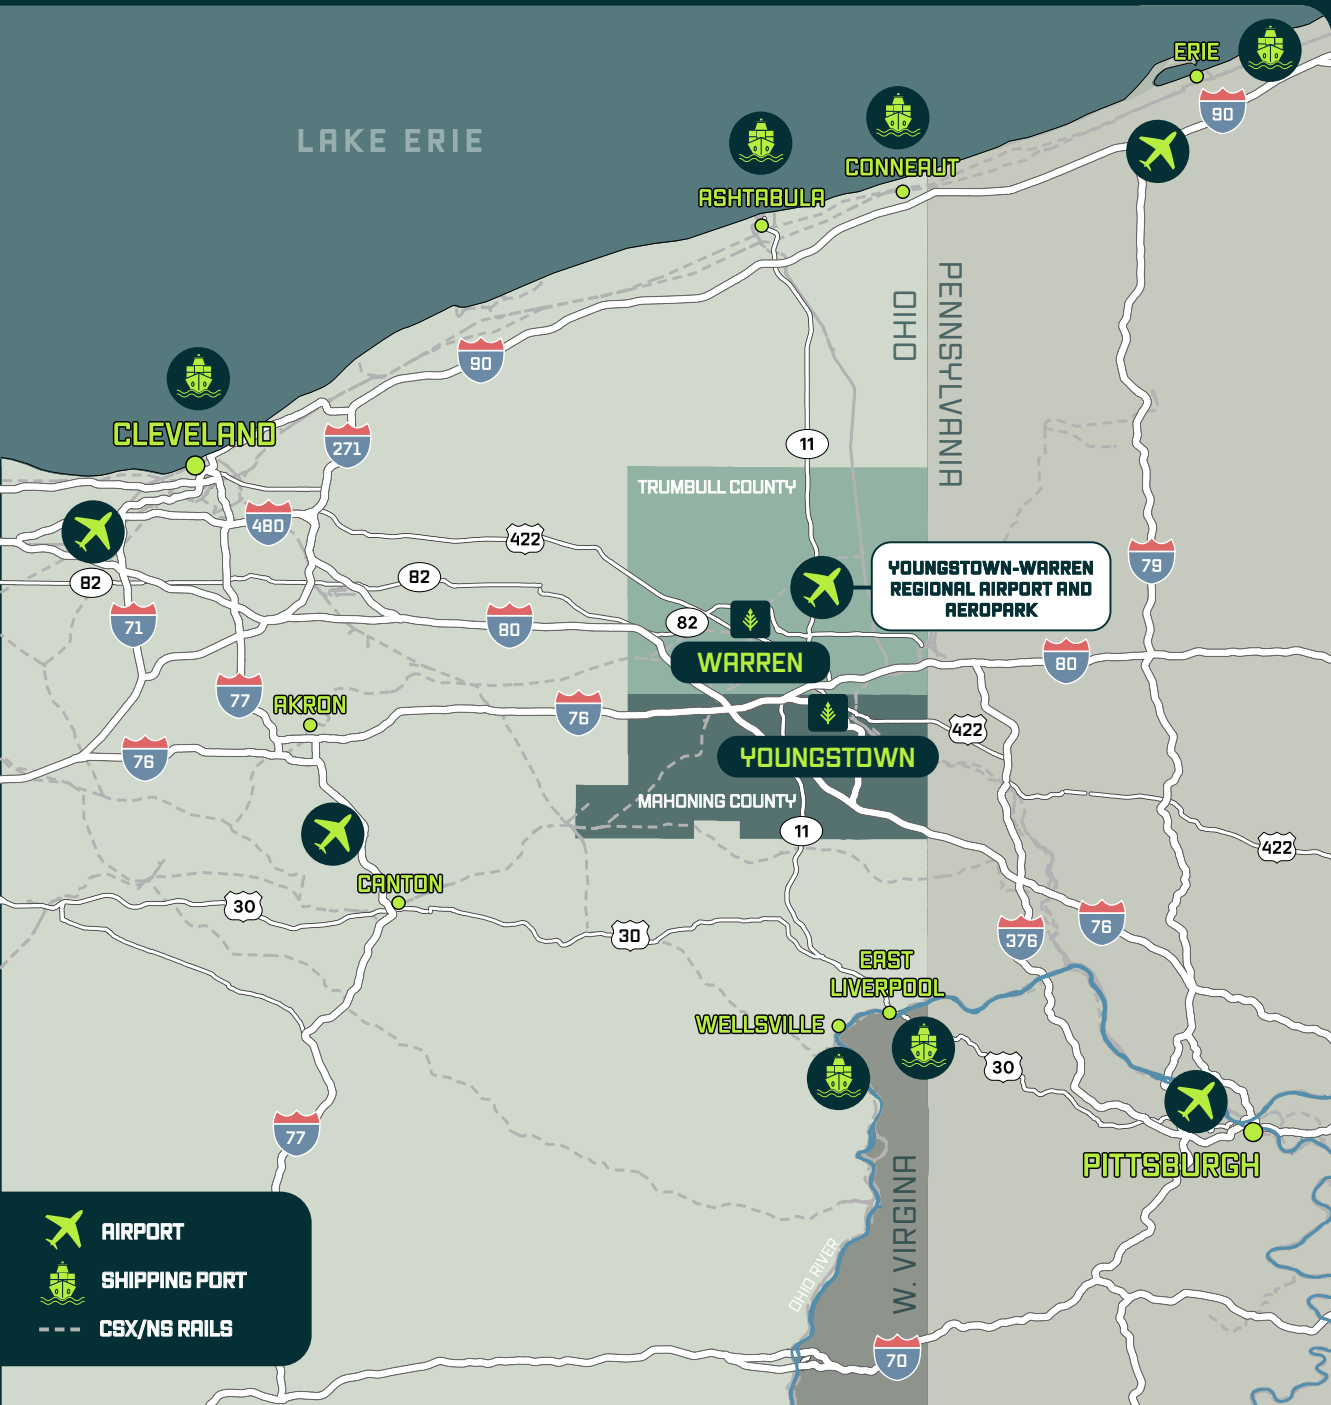 ERIE
90
LAKE ERIE
CONNEAUT
ASHTABULA
OHIO
PENNSYLVANIA
90
CLEVELAND
271
11
TRUMBULL COUNTY
480
422
YOUNGSTOWN-WARREN
REGIONAL AIRPORT AND
AEROPARK
79
82
82
71
80
82
WARREN
80
77
AKRON
76
422
76
YOUNGSTOWN
MAHONING COUNTY
11
422
CANTON
30
30
376
76
EAST
LIVERPOOL
WELLSVILLE
30
77
PITTSBURGH
W. VIRGINA
OHIO RIVER
70
AIRPORT
SHIPPING PORT
CSX/NS RAILS